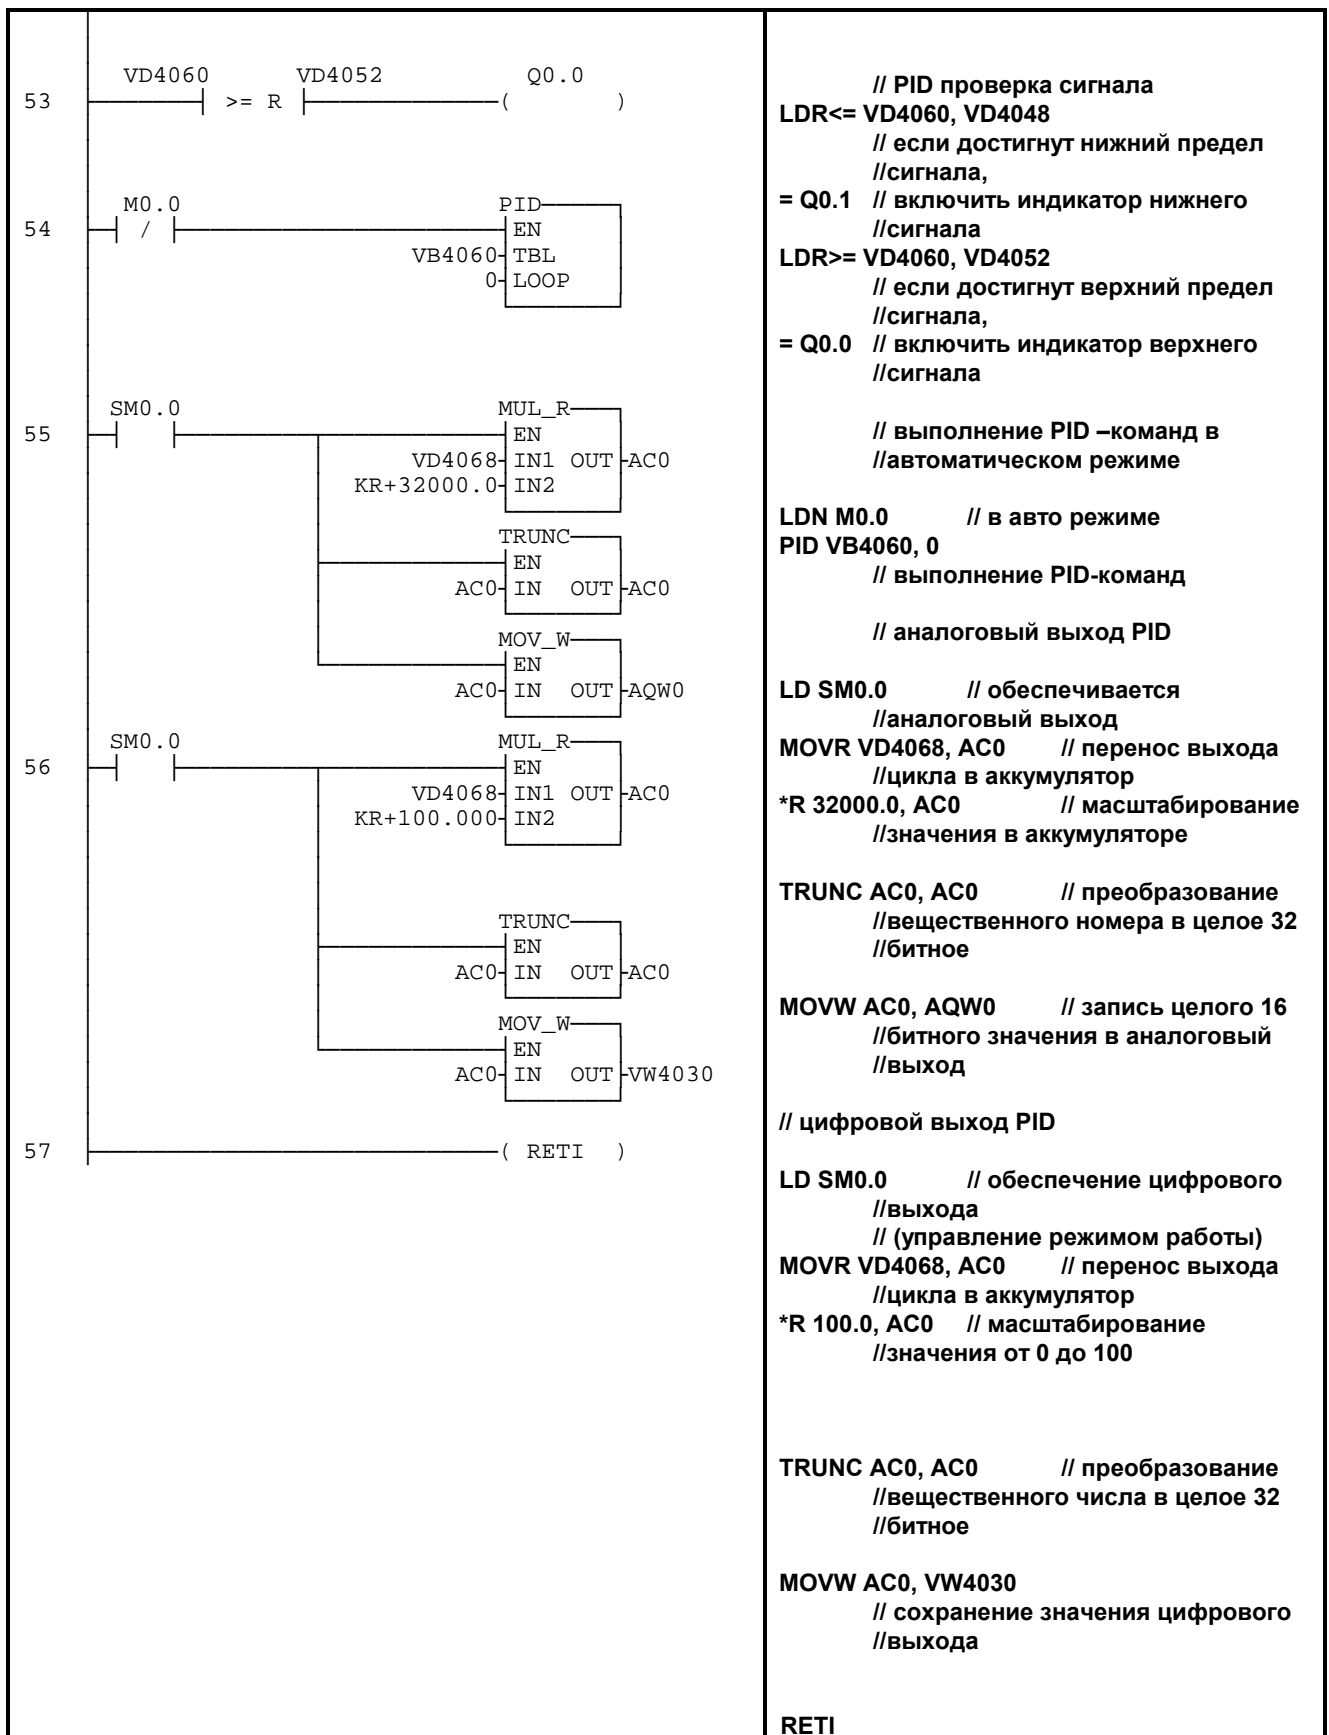 VD4060 VD4052 Q0.0
53 >= R ( )
M0.0 PID
54 / EN
VB4060 TBL
0 LOOP
SM0.0 MUL_R
55 EN
VD4068 IN1 OUT AC0
KR+32000.0 IN2
TRUNC
EN
AC0 IN OUT AC0
MOV_W
EN
AC0 IN OUT AQW0
SM0.0 MUL_R
56 EN
VD4068 IN1 OUT AC0
KR+100.000 IN2
TRUNC
EN
AC0 IN OUT AC0
MOV_W
EN
AC0 IN OUT VW4030
57 ( RETI )
// PID проверка сигнала
LDR<= VD4060, VD4048
// если достигнут нижний предел
//сигнала,
= Q0.1 // включить индикатор нижнего
//сигнала
LDR>= VD4060, VD4052
// если достигнут верхний предел
//сигнала,
= Q0.0 // включить индикатор верхнего
//сигнала
// выполнение PID –команд в
//автоматическом режиме
LDN M0.0 // в авто режиме
PID VB4060, 0
// выполнение PID-команд
// аналоговый выход PID
LD SM0.0 // обеспечивается
//аналоговый выход
MOVR VD4068, AC0 // перенос выхода
//цикла в аккумулятор
*R 32000.0, AC0 // масштабирование
//значения в аккумуляторе
TRUNC AC0, AC0 // преобразование
//вещественного номера в целое 32
//битное
MOVW AC0, AQW0 // запись целого 16
//битного значения в аналоговый
//выход
// цифровой выход PID
LD SM0.0 // обеспечение цифрового
//выхода
// (управление режимом работы)
MOVR VD4068, AC0 // перенос выхода
//цикла в аккумулятор
*R 100.0, AC0 // масштабирование
//значения от 0 до 100
TRUNC AC0, AC0 // преобразование
//вещественного числа в целое 32
//битное
MOVW AC0, VW4030
// сохранение значения цифрового
//выхода
RETI